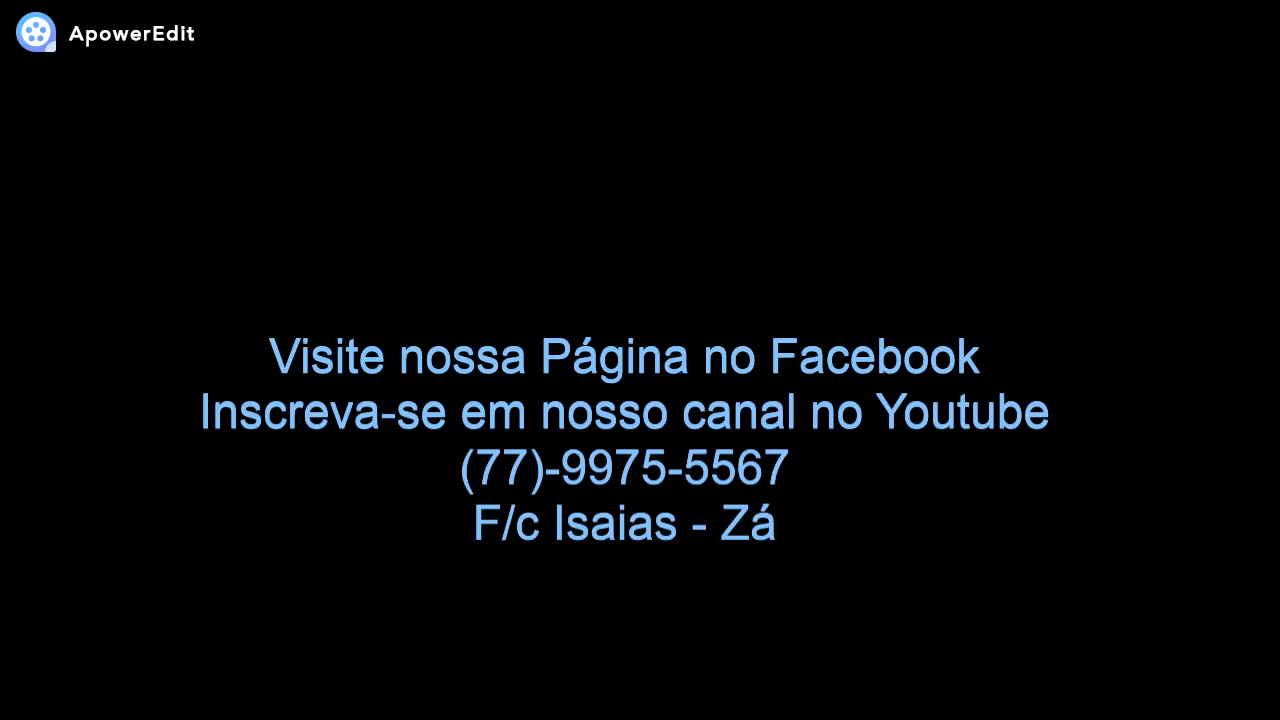 ApowerEdit
Visite nossa Página no Facebook
Inscreva-se em nosso canal no Youtube
(77)-9975-5567
F/c Isaias - Zá